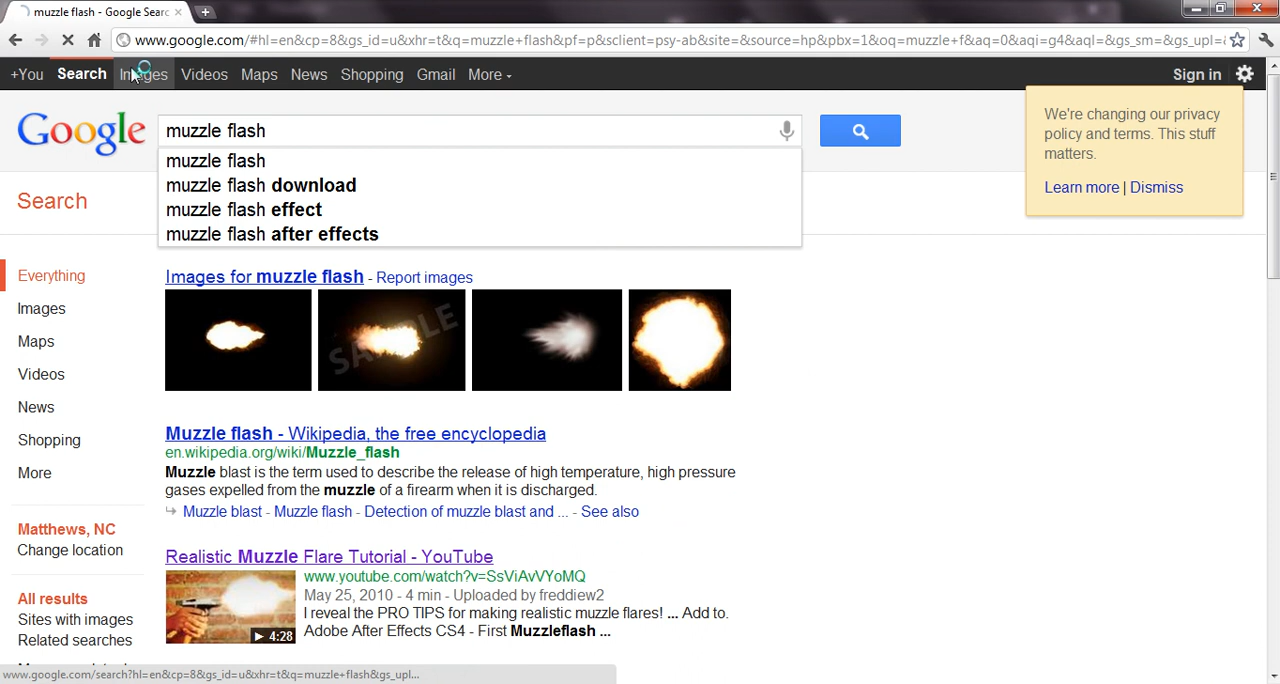 muzzle flash - Google Searc
www.google.com/#hl=en&cp=8&gs_id=u&xhr=t&q=muzzle+flash&pf=p&sclient=psy-ab&site=&source=hp&pbx=1&oq=muzzle+f&aq=0&aqi=g4&aql=&gs_sm=&gs_upl=
+You Search Images Videos Maps News Shopping Gmail More Sign in
Google
muzzle flash
muzzle flash
muzzle flash download
muzzle flash effect
muzzle flash after effects
We're changing our privacy
policy and terms. This stuff
matters.
Learn more | Dismiss
Search
Everything
Images
Maps
Videos
News
Shopping
More
Matthews, NC
Change location
All results
Sites with images
Related searches
Images for muzzle flash - Report images
SAMPLE
Muzzle flash - Wikipedia, the free encyclopedia
en.wikipedia.org/wiki/Muzzle_flash
Muzzle blast is the term used to describe the release of high temperature, high pressure
gases expelled from the muzzle of a firearm when it is discharged.
Muzzle blast - Muzzle flash - Detection of muzzle blast and ... - See also
Realistic Muzzle Flare Tutorial - YouTube
www.youtube.com/watch?v=SsViAvVYoMQ
May 25, 2010 - 4 min - Uploaded by freddiew2
I reveal the PRO TIPS for making realistic muzzle flares! ... Add to.
Adobe After Effects CS4 - First Muzzleflash ...
4:28
www.google.com/search?hl=en&cp=8&gs_id=u&xhr=t&q=muzzle+flash&gs_upl...